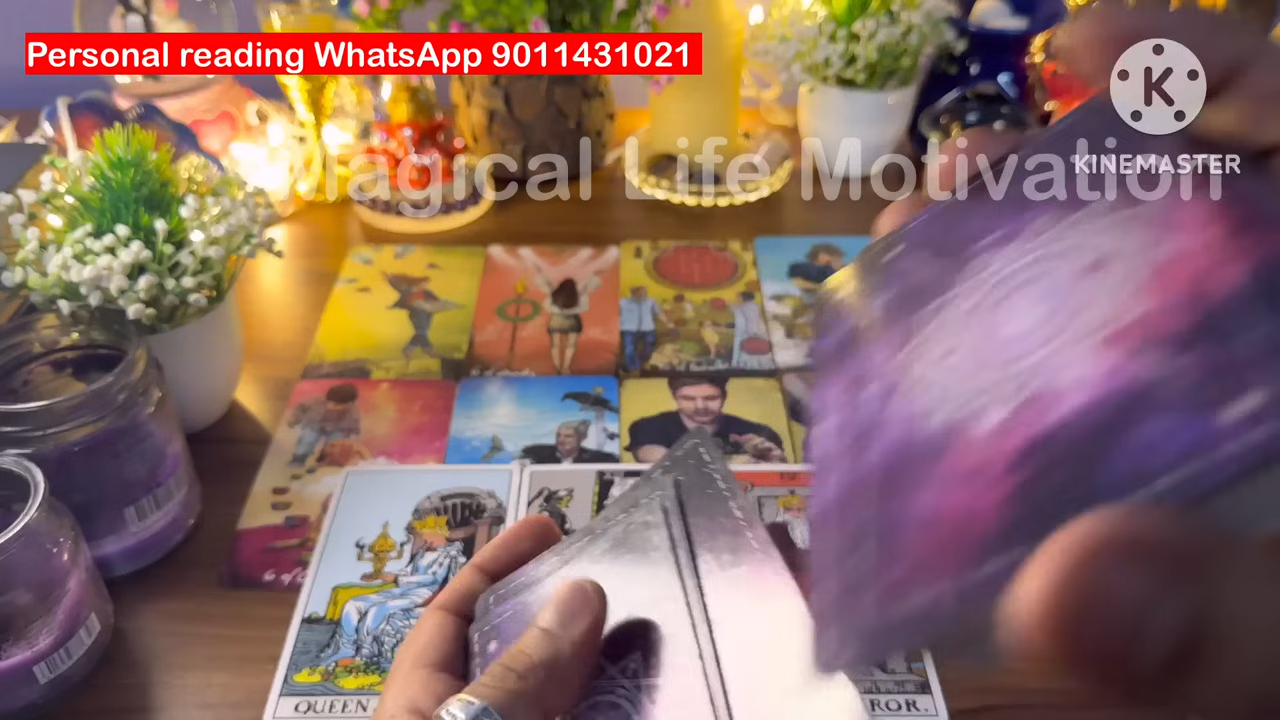 Personal reading WhatsApp 9011431021
K
KINEMASTER
Magical Life Motivation
QUEEN
ROR.